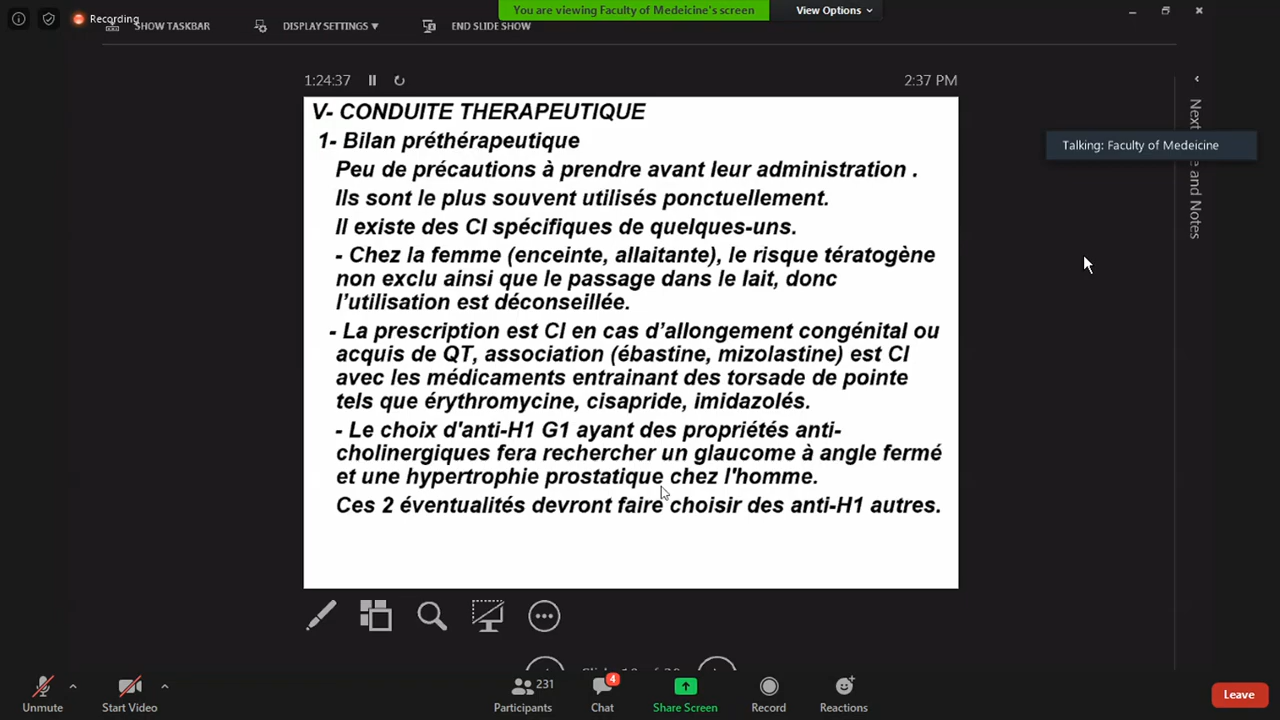 Recording
You are viewing Faculty of Medeicine's screen
View Options
SHOW TASKBAR
DISPLAY SETTINGS
END SLIDE SHOW
1:24:37
2:37 PM
V- CONDUITE THERAPEUTIQUE
1- Bilan préthérapeutique
Peu de précautions à prendre avant leur administration .
Ils sont le plus souvent utilisés ponctuellement.
Il existe des CI spécifiques de quelques-uns.
- Chez la femme (enceinte, allaitante), le risque tératogène
non exclu ainsi que le passage dans le lait, donc
l'utilisation est déconseillée.
- La prescription est CI en cas d'allongement congénital ou
acquis de QT, association (ébastine, mizolastine) est CI
avec les médicaments entrainant des torsade de pointe
tels que érythromycine, cisapride, imidazolés.
- Le choix d'anti-H1 G1 ayant des propriétés anti-
cholinergiques fera rechercher un glaucome à angle fermé
et une hypertrophie prostatique chez l'homme.
Ces 2 éventualités devront faire choisir des anti-H1 autres.
Talking: Faculty of Medeicine
Next
and Notes
Unmute
Start Video
231
Participants
4
Chat
Share Screen
Record
Reactions
Leave